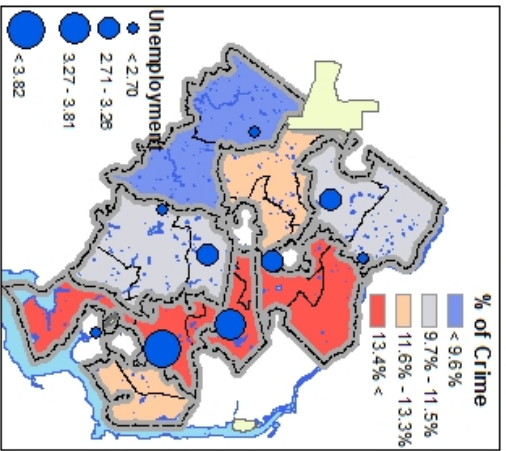 % of Crime
< 9.6%
9.7% - 11.5%
11.6% - 13.3%
13.4% <
Unemployment
< 2.70
2.71 - 3.26
3.27 - 3.81
< 3.82